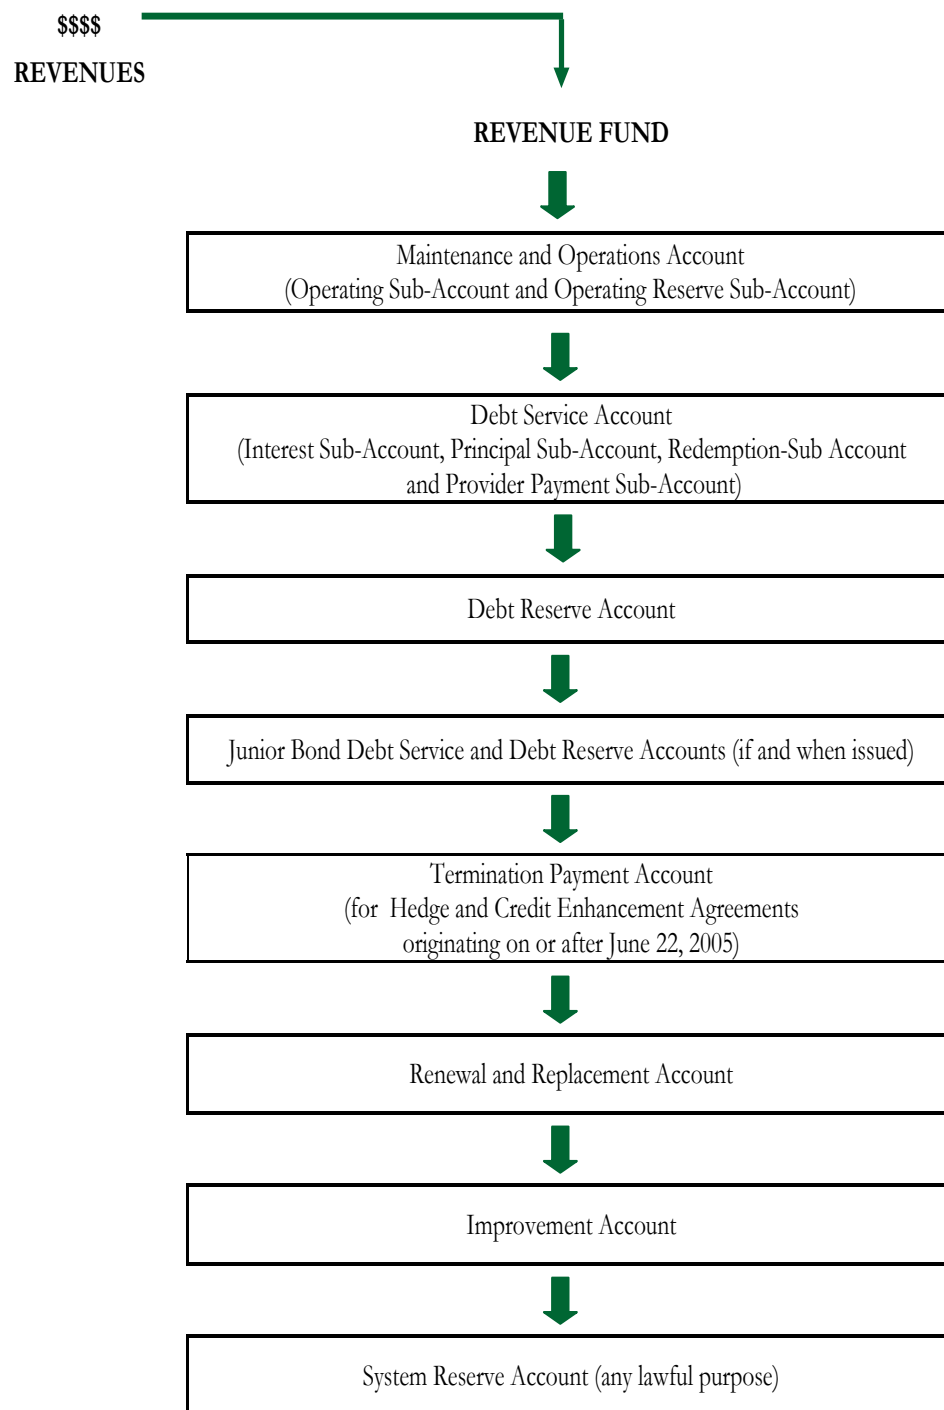 $$$$
REVENUES
REVENUE FUND
Maintenance and Operations Account
(Operating Sub-Account and Operating Reserve Sub-Account)
Debt Service Account
(Interest Sub-Account, Principal Sub-Account, Redemption-Sub Account
and Provider Payment Sub-Account)
Debt Reserve Account
Junior Bond Debt Service and Debt Reserve Accounts (if and when issued)
Termination Payment Account
(for Hedge and Credit Enhancement Agreements
originating on or after June 22, 2005)
Renewal and Replacement Account
Improvement Account
System Reserve Account (any lawful purpose)